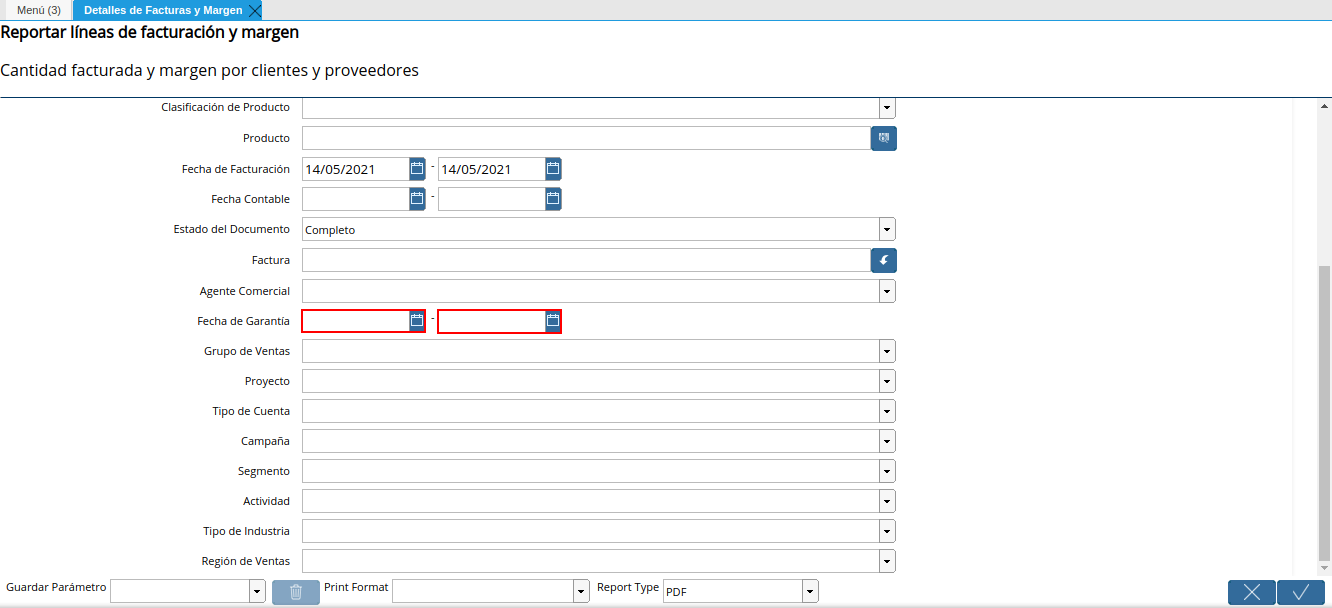 Menú (3)
Detalles de Facturas y Margen
Reportar líneas de facturación y margen
Cantidad facturada y margen por clientes y proveedores
Clasificación de Producto
Producto
Fecha de Facturación 14/05/2021 - 14/05/2021
Fecha Contable -
Estado del Documento Completo
Factura
Agente Comercial
Fecha de Garantía -
Grupo de Ventas
Proyecto
Tipo de Cuenta
Campaña
Segmento
Actividad
Tipo de Industria
Región de Ventas
Guardar Parámetro Print Format Report Type PDF